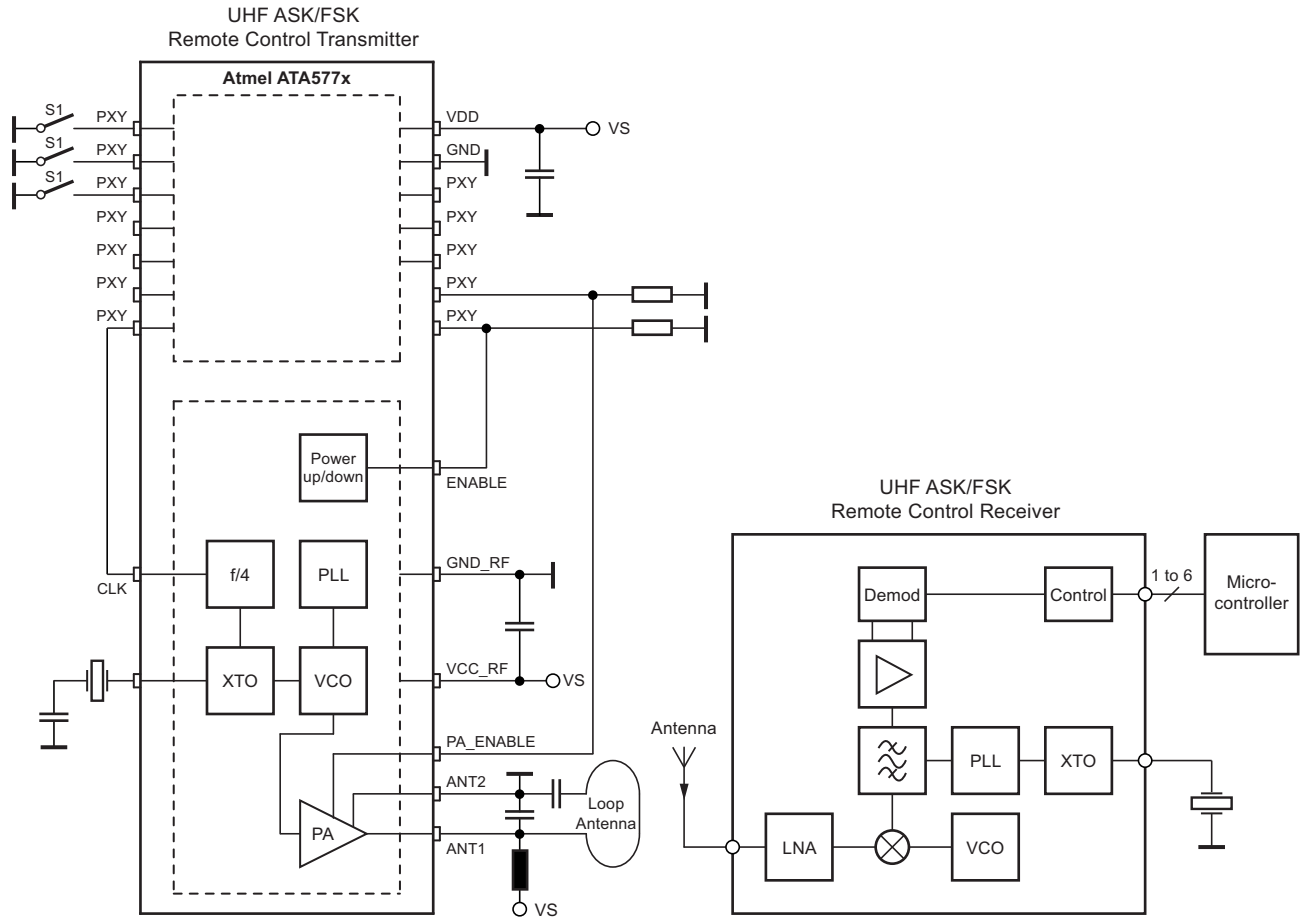 UHF ASK/FSK
Remote Control Transmitter
Atmel ATA577x
S1
PXY
S1
PXY
S1
PXY
PXY
PXY
PXY
PXY
VDD
VS
GND
PXY
PXY
PXY
PXY
PXY
Power
up/down
ENABLE
CLK
f/4
PLL
GND_RF
XTO
VCO
VCC_RF
VS
PA_ENABLE
ANT2
Loop
Antenna
PA
ANT1
VS
UHF ASK/FSK
Remote Control Receiver
Demod
Control
1 to 6
Micro-
controller
Antenna
PLL
XTO
LNA
VCO